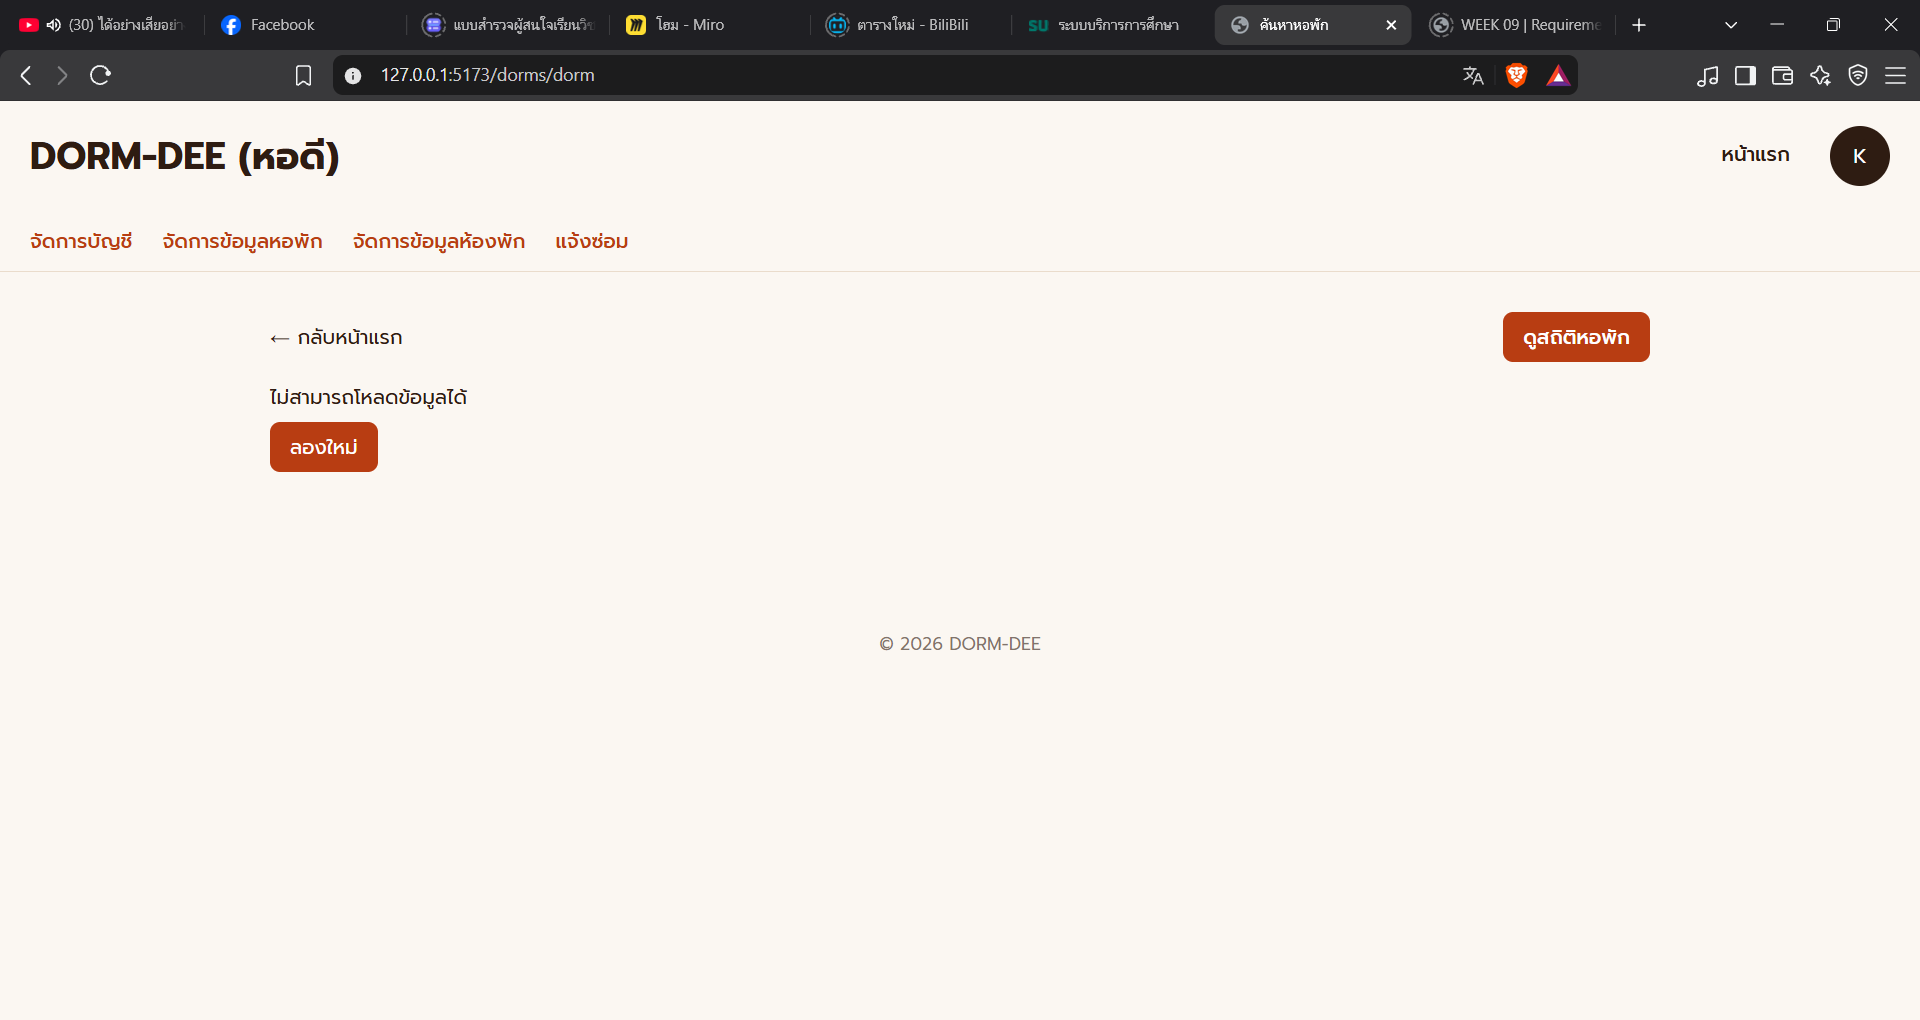 (30) ได้อย่างเสียอย่า
Facebook
แบบสำรวจผู้สนใจเรียนวิช
โฮม - Miro
ตารางใหม่ - BiliBili
SU ระบบบริการการศึกษา
ค้นหาหอพัก
WEEK 09 | Requireme
127.0.0.1:5173/dorms/dorm
DORM-DEE (หอดี)
หน้าแรก
K
จัดการบัญชี
จัดการข้อมูลหอพัก
จัดการข้อมูลห้องพัก
แจ้งซ่อม
← กลับหน้าแรก
ดูสถิติหอพัก
ไม่สามารถโหลดข้อมูลได้
ลองใหม่
© 2026 DORM-DEE